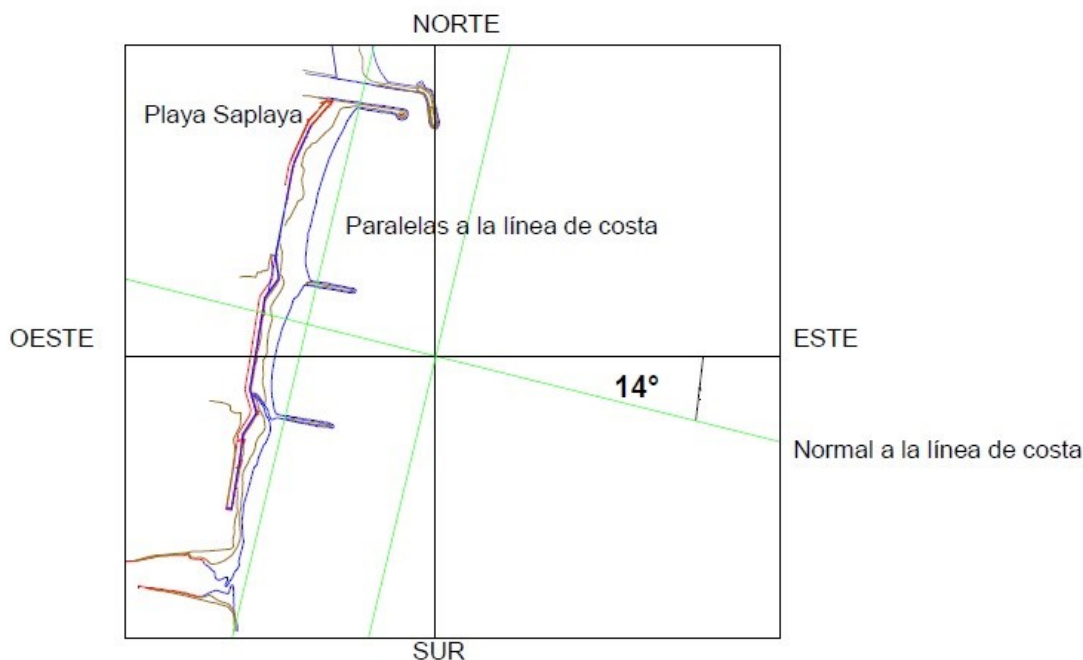 NORTE
Playa Saplaya
Paralelas a la línea de costa
OESTE
ESTE
14°
Normal a la línea de costa
SUR